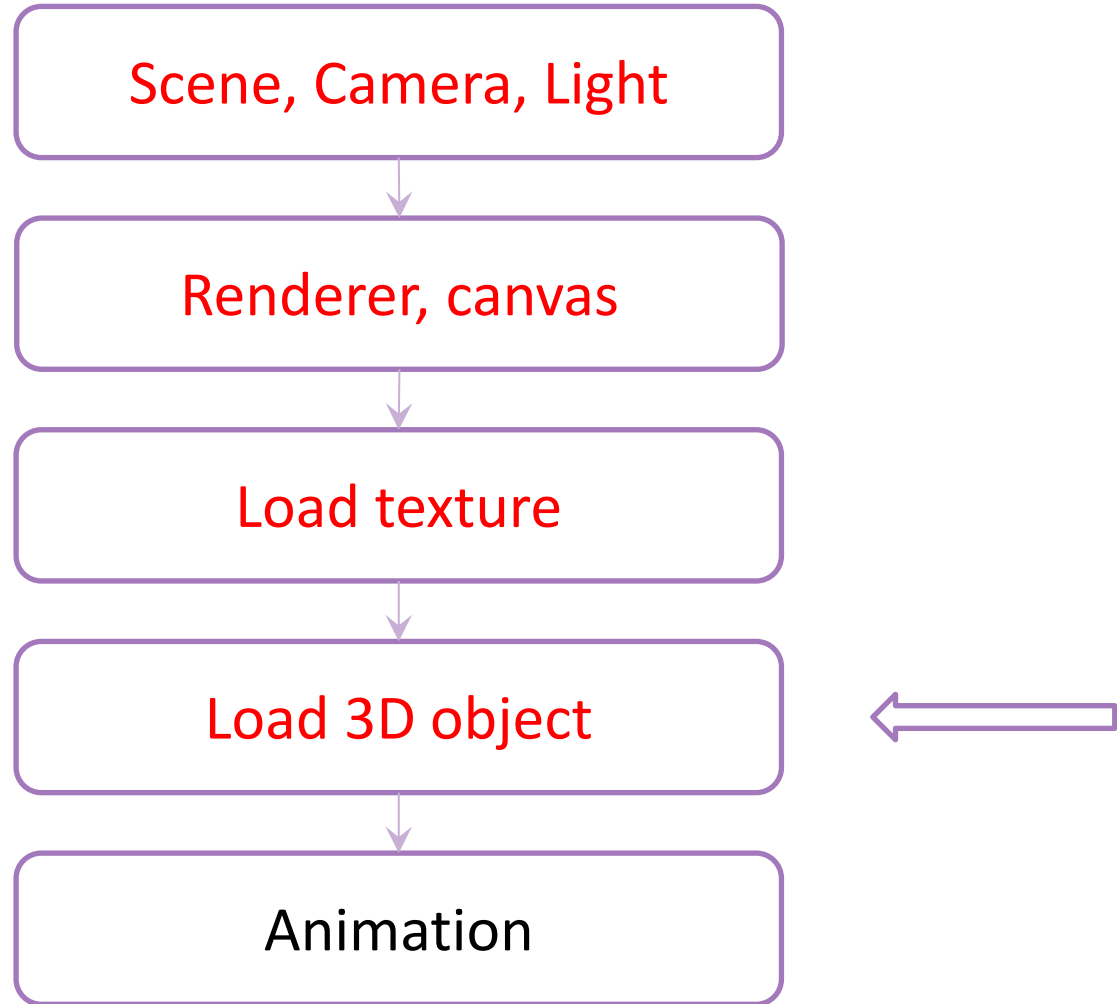 Scene, Camera, Light
Renderer, canvas
Load texture
Load 3D object
Animation